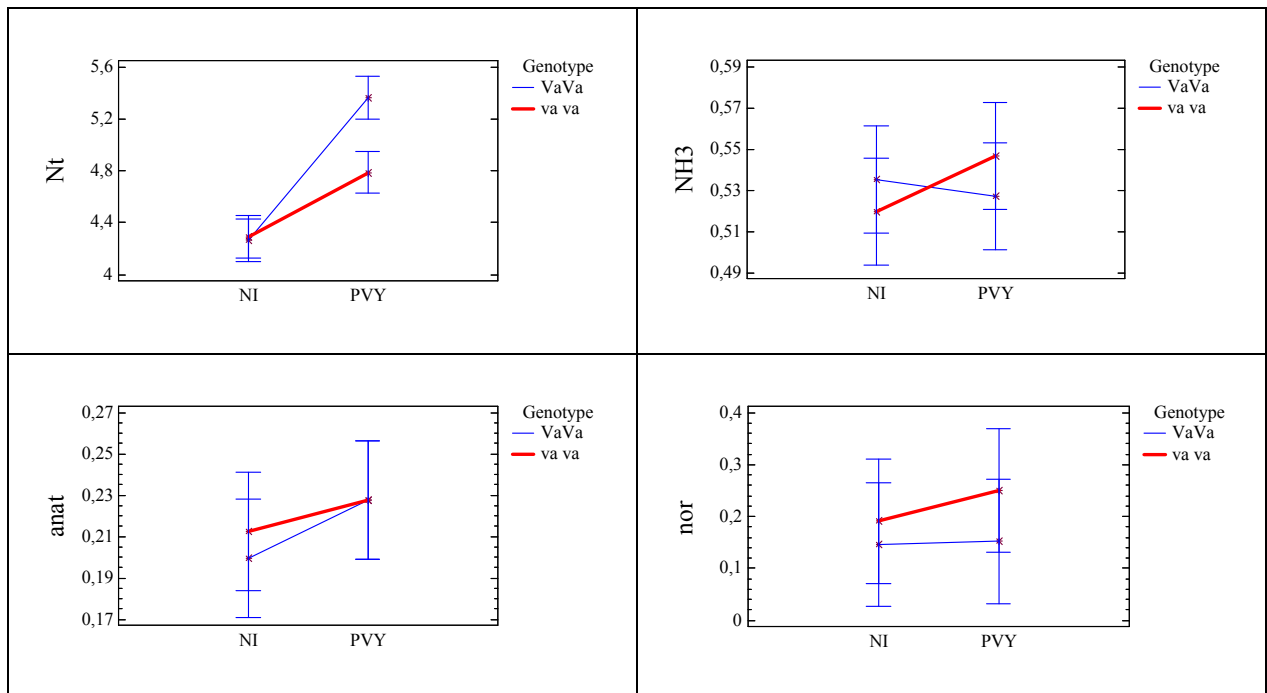 Nt
5,6
5,2
4,8
4,4
4
NI PVY
Genotype
VaVa
va va
NH3
0,59
0,57
0,55
0,53
0,51
0,49
NI PVY
Genotype
VaVa
va va
anat
0,27
0,25
0,23
0,21
0,19
0,17
NI PVY
Genotype
VaVa
va va
nor
0,4
0,3
0,2
0,1
0
NI PVY
Genotype
VaVa
va va